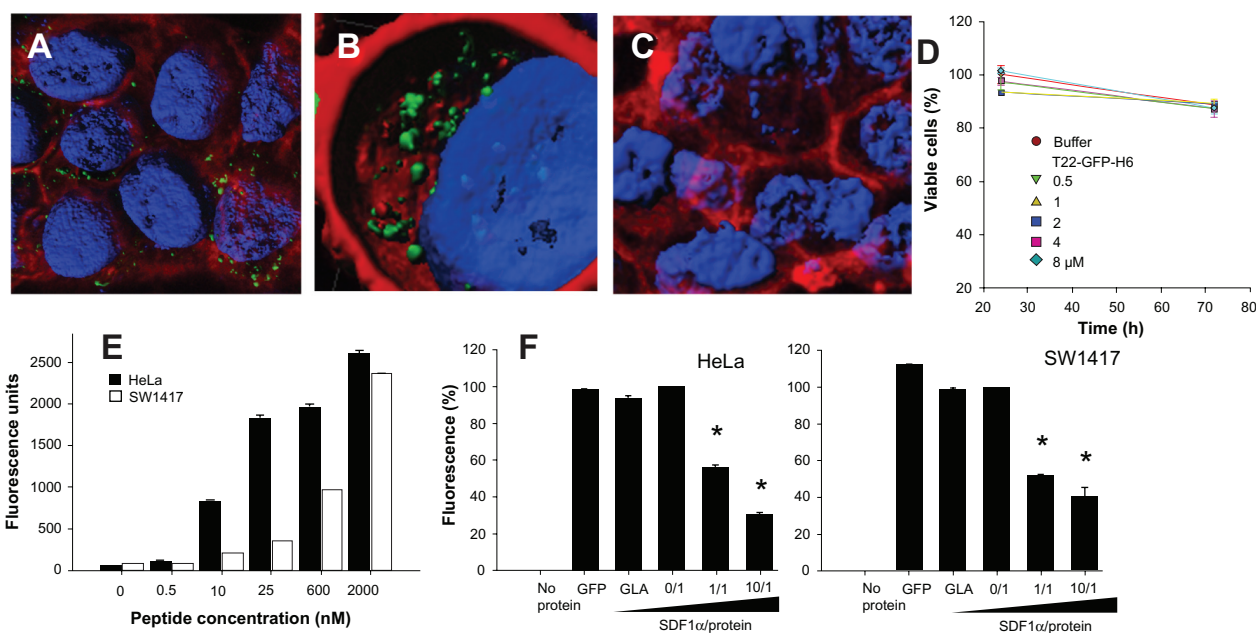 A
B
C
D
Viable cells (%)
120
100
80
60
40
20
Buffer
T22-GFP-H6
0.5
1
2
4
8 µM
20 30 40 50 60 70 80
Time (h)
E
Fluorescence units
2500
2000
1500
1000
500
0
HeLa
SW1417
0 0.5 10 25 600 2000
Peptide concentration (nM)
F
HeLa
Fluorescence (%)
120
100
80
60
40
20
0
*
*
No protein GFP GLA 0/1 1/1 10/1
SDF1α/protein
SW1417
120
100
80
60
40
20
0
*
*
No protein GFP GLA 0/1 1/1 10/1
SDF1α/protein